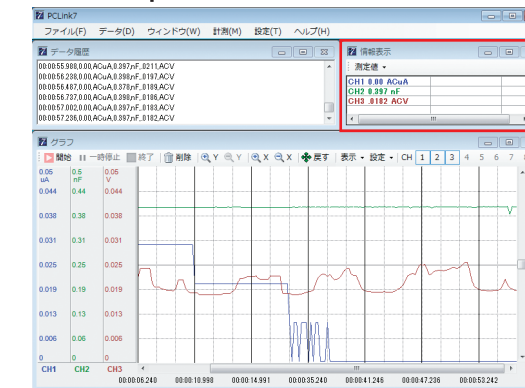 PCLink7
ファイル(F) データ(D) ウィンドウ(W) 計測(M) 設定(T) ヘルプ(H)
データ履歴
00:00:55.988,0.00,ACuA,0.397,nF,.0211,ACV
00:00:56.238,0.00,ACuA,0.398,nF,.0197,ACV
00:00:56.487,0.00,ACuA,0.378,nF,.0189,ACV
00:00:56.737,0.00,ACuA,0.398,nF,.0186,ACV
00:00:57.002,0.00,ACuA,0.397,nF,.0183,ACV
00:00:57.236,0.00,ACuA,0.397,nF,.0182,ACV
情報表示
測定値
CH1 0.00 ACuA
CH2 0.397 nF
CH3 .0182 ACV
グラフ
開始 一時停止 終了 削除 Y Y X X 戻す 表示 設定 CH 1 2 3 4 5 6 7
0.05 0.5 0.05
uA nF V
0.044 0.44 0.044
0.038 0.38 0.038
0.031 0.31 0.031
0.025 0.25 0.025
0.019 0.19 0.019
0.013 0.13 0.013
0.006 0.06 0.006
0 0 0
CH1 CH2 CH3
00:00:06.240 00:00:10.998 00:00:14.991 00:00:35.240 00:00:41.246 00:00:47.236 00:00:53.242